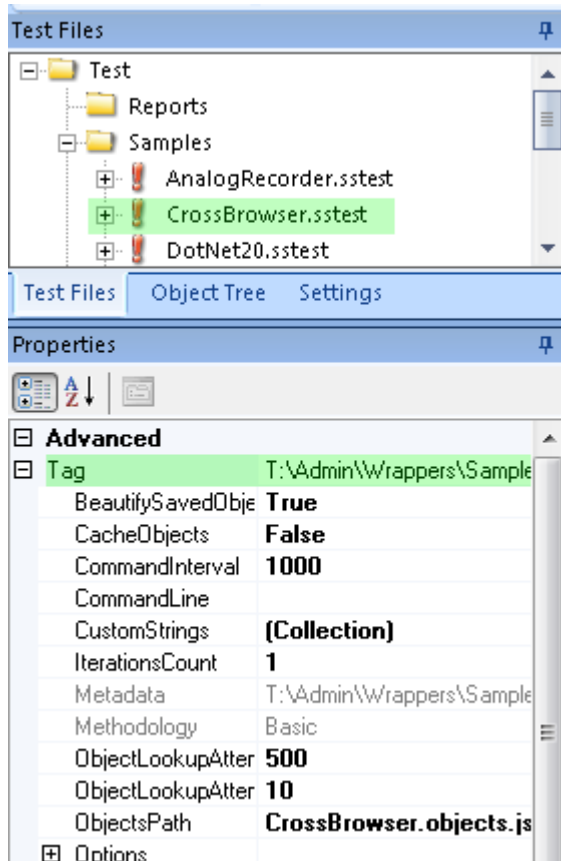 Test Files
Test
Reports
Samples
AnalogRecorder.sstest
CrossBrowser.sstest
DotNet20.sstest
Test Files Object Tree Settings
Properties
Advanced
Tag T:\Admin\Wrappers\Sample
BeautifySavedObje True
CacheObjects False
CommandInterval 1000
CommandLine
CustomStrings (Collection)
IterationsCount 1
Metadata T:\Admin\Wrappers\Sample
Methodology Basic
ObjectLookupAtter 500
ObjectLookupAtter 10
ObjectsPath CrossBrowser.objects.js
Options